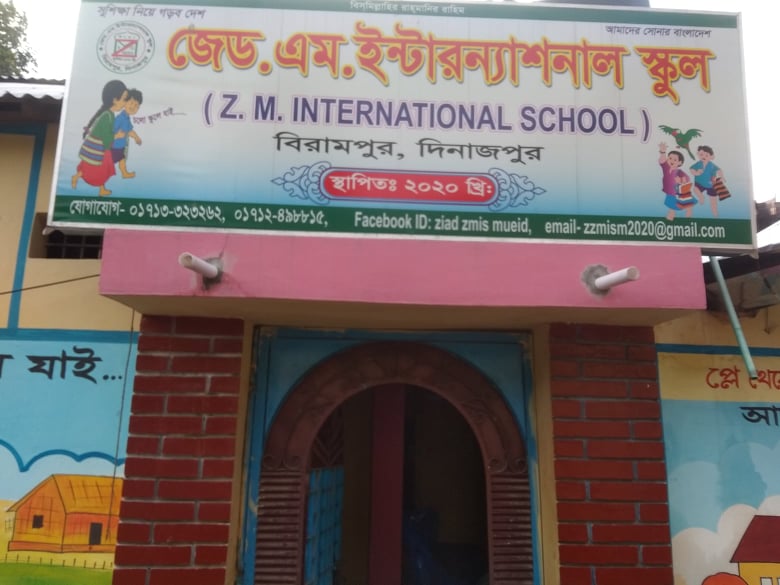 বিসমিল্লাহির রাহমানির রাহিম
সুশিক্ষা নিয়ে গড়ব দেশ
আমাদের সোনার বাংলাদেশ
জেড.এম.ইন্টারন্যাশনাল স্কুল
( Z. M. INTERNATIONAL SCHOOL )
চলো স্কুলে যাই....
বিরামপুর, দিনাজপুর
স্থাপিতঃ ২০২০ খ্রি:
যোগাযোগ- ০১৭১৩-৩২৩২৬২, ০১৭১২-৪৯৮৮১৫, Facebook ID: ziad zmis mueid, email- zzmism2020@gmail.com
যাই...
প্লে থেকে
আ